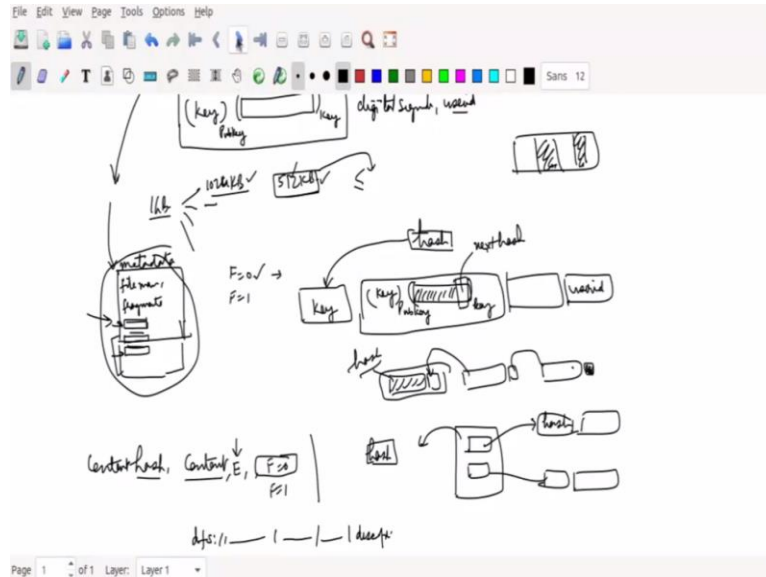 File Edit View Page Tools Options Help
T Sans 12
(key) Pubkey key digital signature, userid
1GB 1024KB 512KB
metadata
filename,
fragments
F=0 →
F=1
hash
next hash
key (key) Pubkey key userid
hash
Content hash, Content, E, F=0
F=1
hash
hash
dfs://
Page 1 of 1 Layer: Layer 1